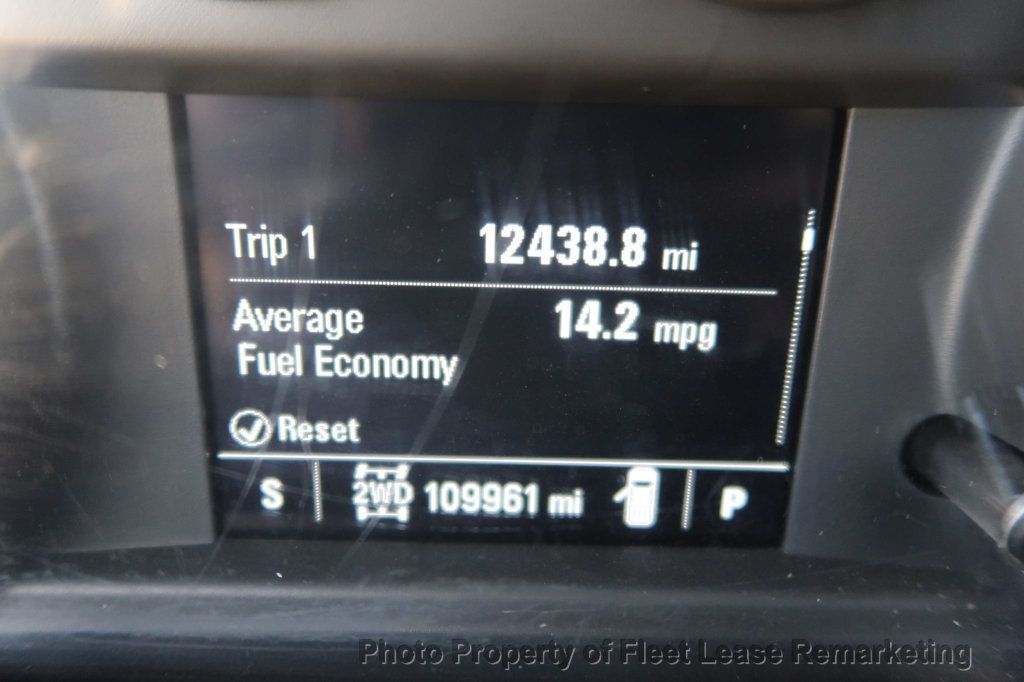 Trip 1 12438.8 mi
Average 14.2 mpg
Fuel Economy
Reset
S 2WD 109961 mi P
Photo Property of Fleet Lease Remarketing